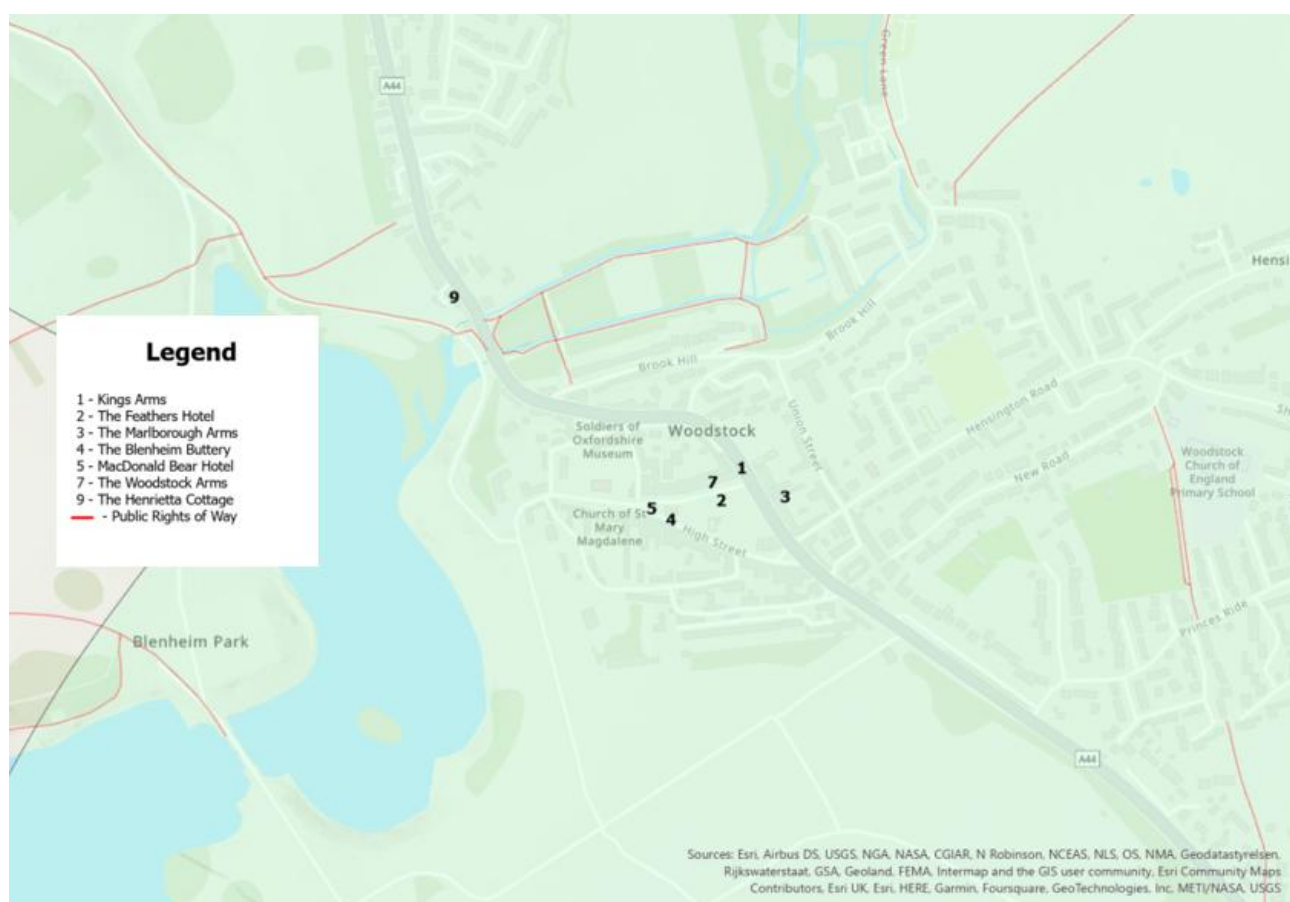 A44
Green Lane
Hensi
9
Legend
1 - Kings Arms
2 - The Feathers Hotel
3 - The Marlborough Arms
4 - The Blenheim Buttery
5 - MacDonald Bear Hotel
7 - The Woodstock Arms
9 - The Henrietta Cottage
- Public Rights of Way
Brook Hill
Brook Hill
Union Street
Hensington Road
New Road
Soldiers of
Oxfordshire
Museum
Woodstock
1
7
2
3
5
4
Church of St
Mary
Magdalene
High Street
Sh
Woodstock
Church of
England
Primary School
Princes Ride
Blenheim Park
A44
Sources: Esri, Airbus DS, USGS, NGA, NASA, CGIAR, N Robinson, NCEAS, NLS, OS, NMA, Geodatastyrelsen,
Rijkswaterstaat, GSA, Geoland, FEMA, Intermap and the GIS user community, Esri Community Maps
Contributors, Esri UK, Esri, HERE, Garmin, Foursquare, GeoTechnologies, Inc, METI/NASA, USGS